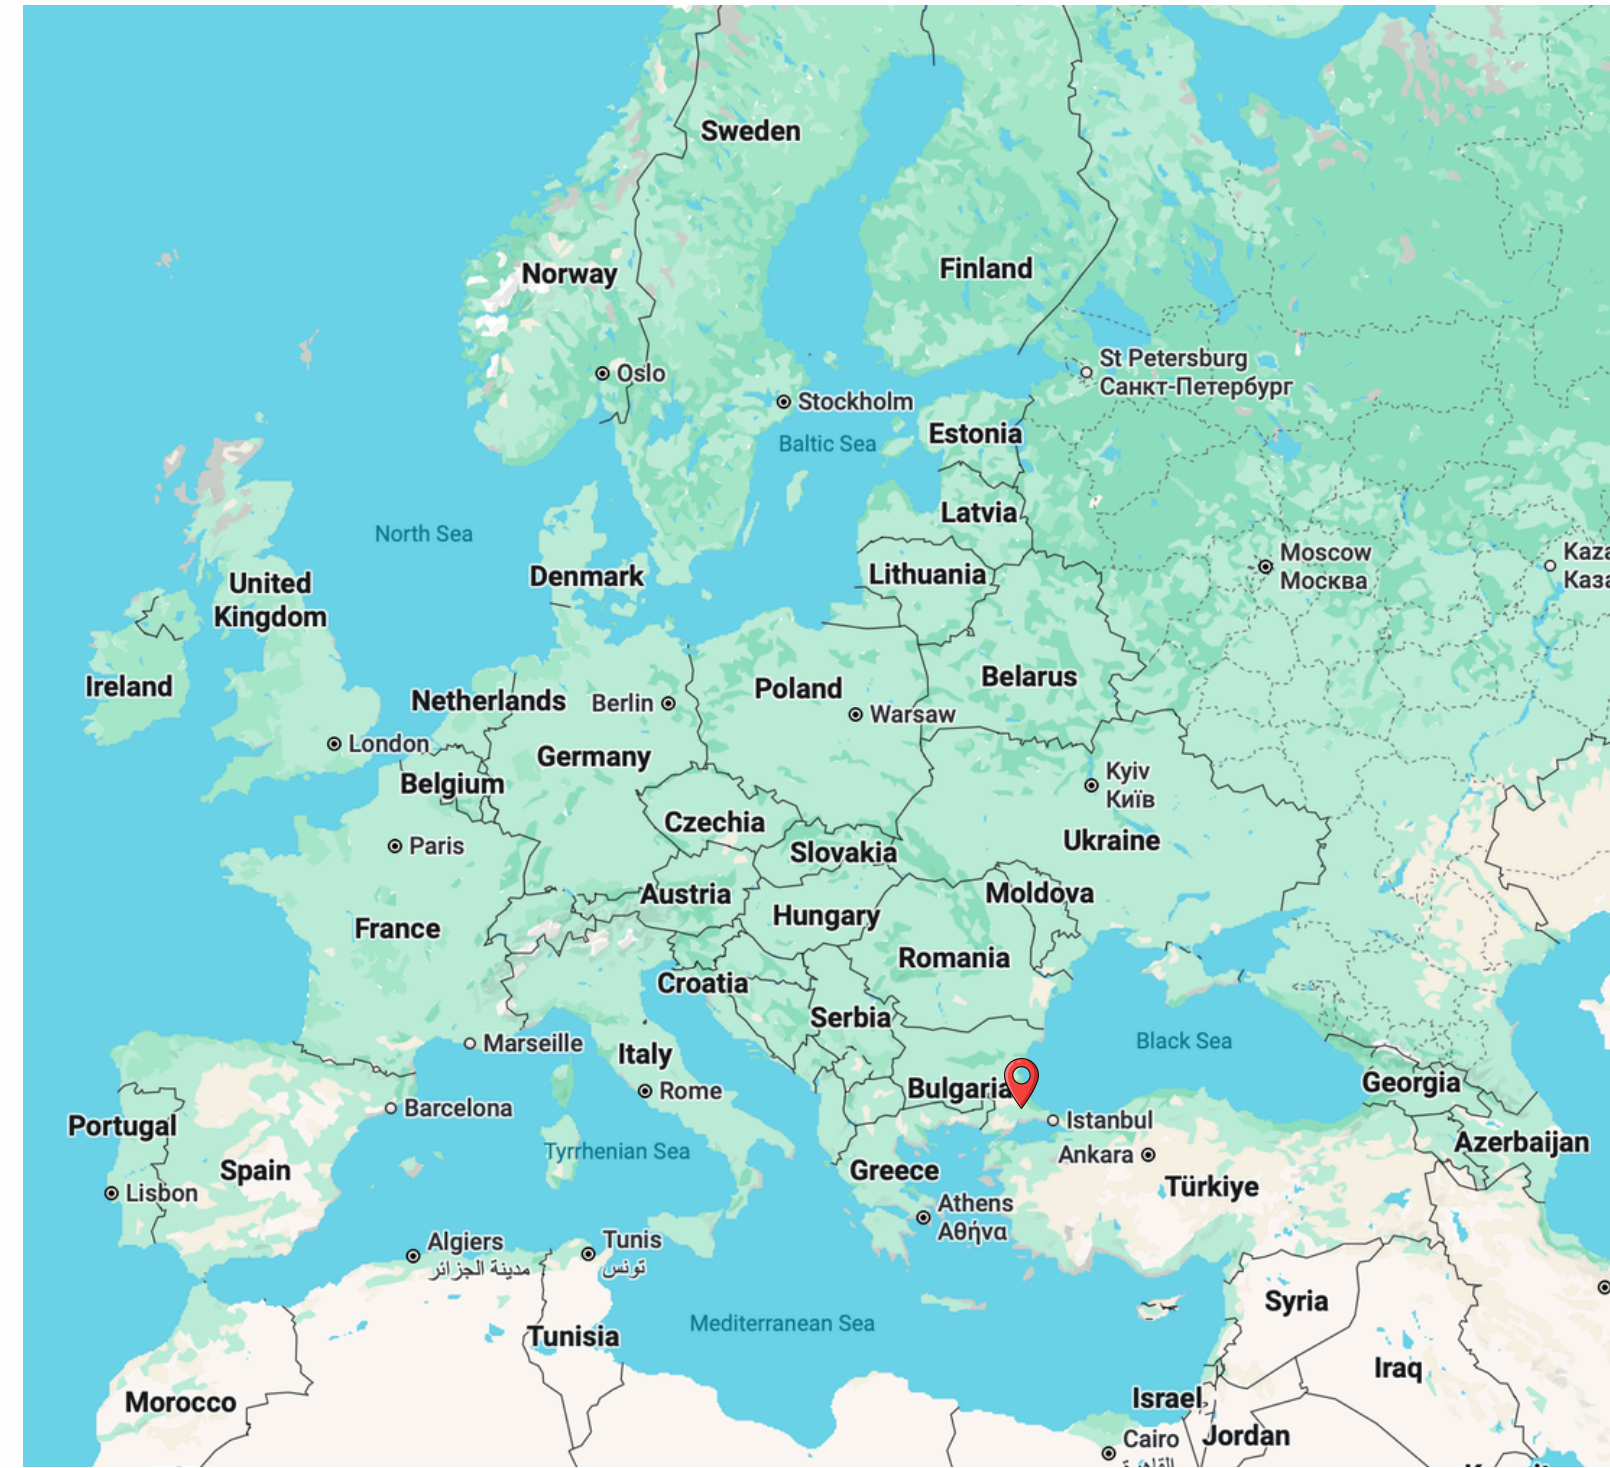 Sweden
Norway
Finland
Oslo
St Petersburg
Санкт-Петербург
Stockholm
Baltic Sea
Estonia
Latvia
North Sea
Moscow
Москва
Denmark
Lithuania
United
Kingdom
Belarus
Ireland
Netherlands
Berlin
Poland
Warsaw
London
Germany
Belgium
Kyiv
Київ
Czechia
Ukraine
Paris
Slovakia
Austria
Moldova
Hungary
France
Romania
Croatia
Serbia
Marseille
Italy
Black Sea
Rome
Bulgaria
Georgia
Barcelona
Portugal
Istanbul
Tyrrhenian Sea
Ankara
Azerbaijan
Spain
Greece
Türkiye
Lisbon
Athens
Αθήνα
Algiers
مدينة الجزائر
Tunis
تونس
Syria
Mediterranean Sea
Tunisia
Iraq
Morocco
Israel
Cairo
Jordan